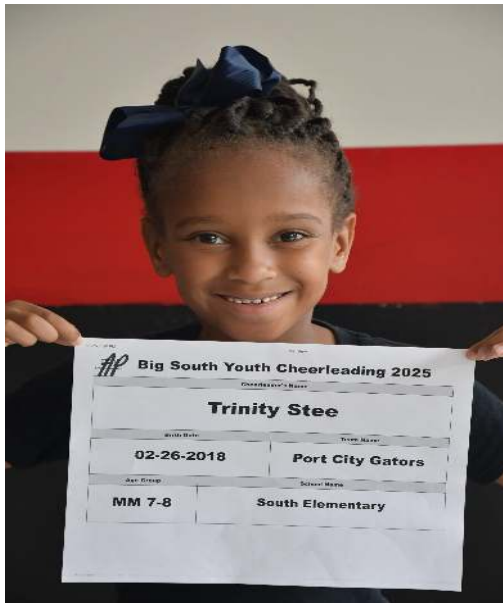 AP Big South Youth Cheerleading 2025
Cheerleader's Name
Trinity Stee
Birth Date Team Name
02-26-2018 Port City Gators
Age Group School Name
MM 7-8 South Elementary